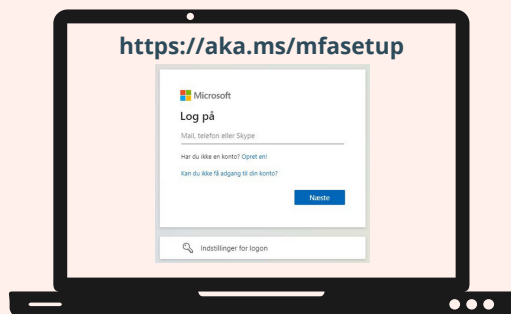 https://aka.ms/mfasetup
Microsoft
Log på
Mail, telefon eller Skype
Har du ikke en konto? Opret en!
Kan du ikke få adgang til din konto?
Næste
Indstillinger for logon